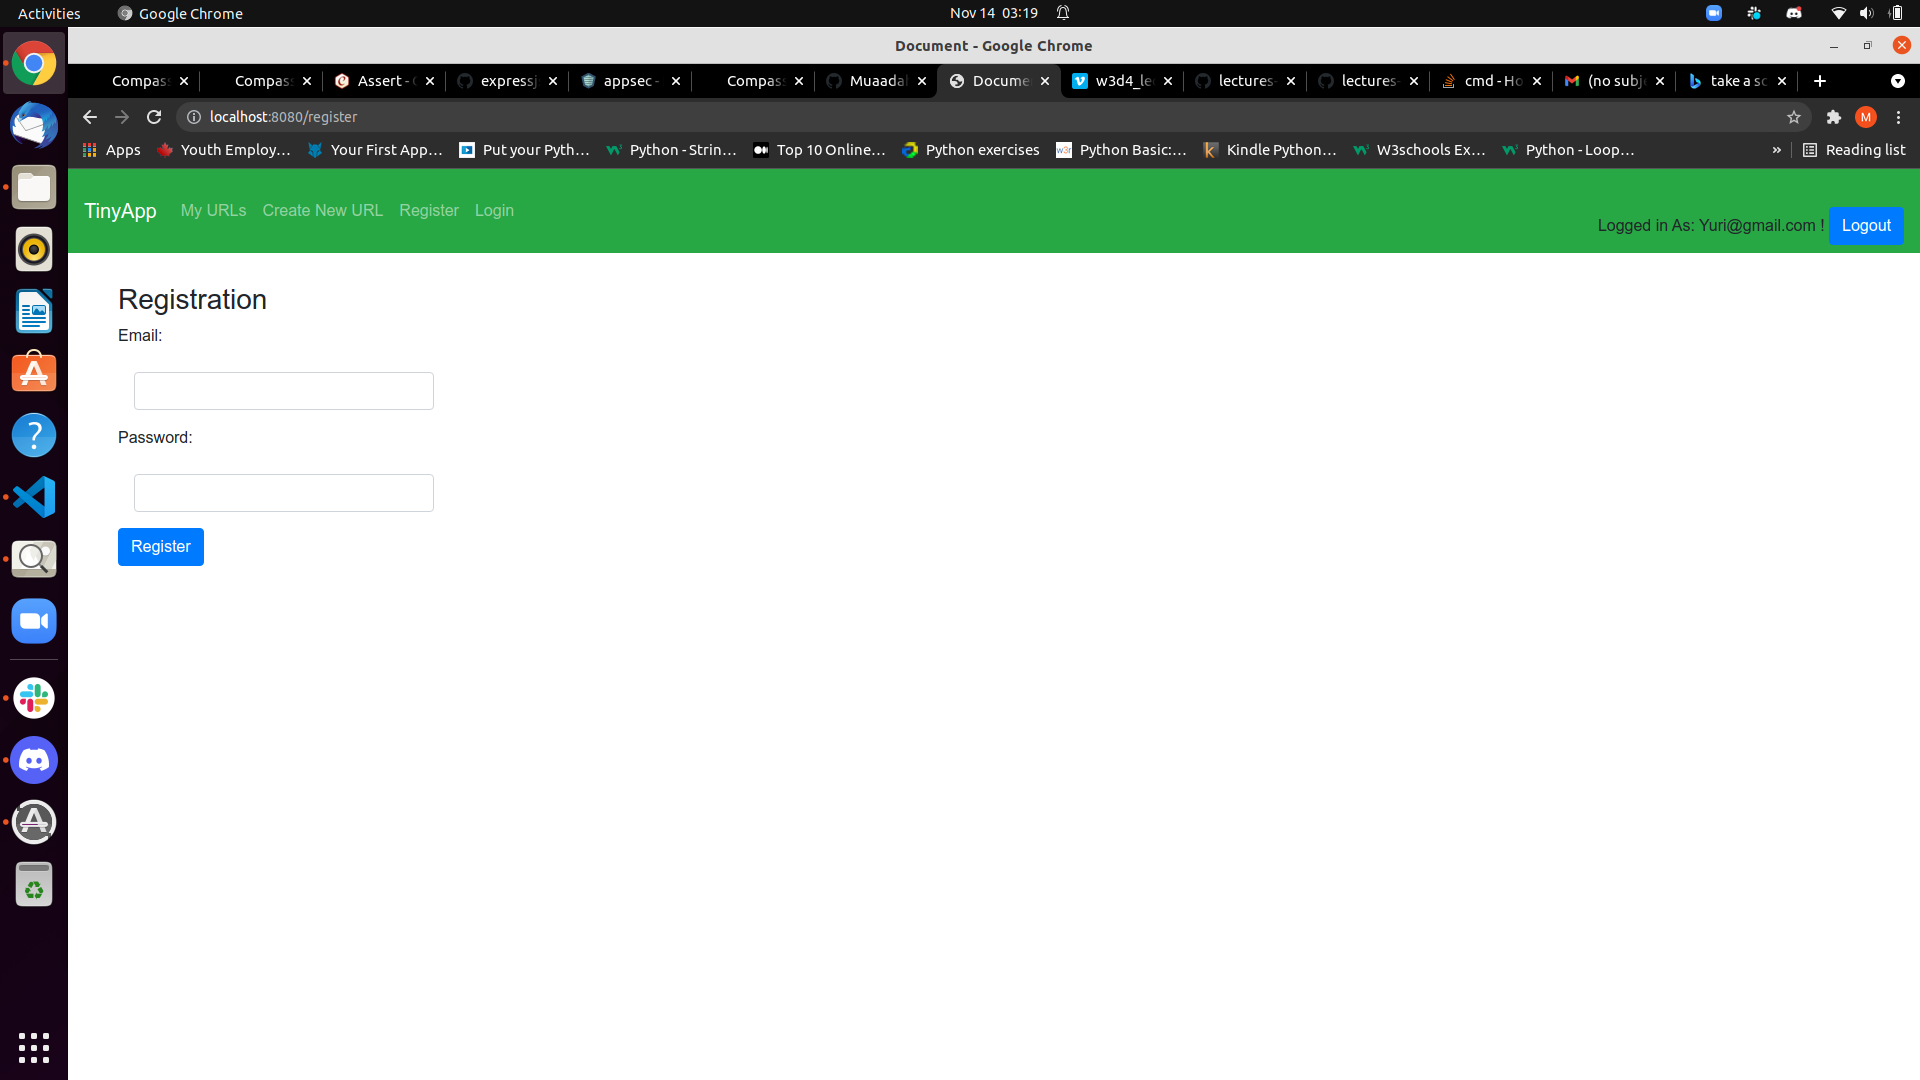 Activities
Google Chrome
Nov 14 03:19
Document - Google Chrome
Compas
Compas
Assert -
expressj
appsec -
Compas
Muaadal
Docume
w3d4_le
lectures-
lectures-
cmd - Ho
(no subj
take a sc
localhost:8080/register
M
Apps
Youth Employ...
Your First App...
Put your Pyth...
Python - Strin...
Top 10 Online...
Python exercises
w3r
Python Basic:...
Kindle Python...
W3schools Ex...
Python - Loop...
»
Reading list
TinyApp
My URLs
Create New URL
Register
Login
Logged in As: Yuri@gmail.com !
Logout
Registration
Email:
Password:
Register